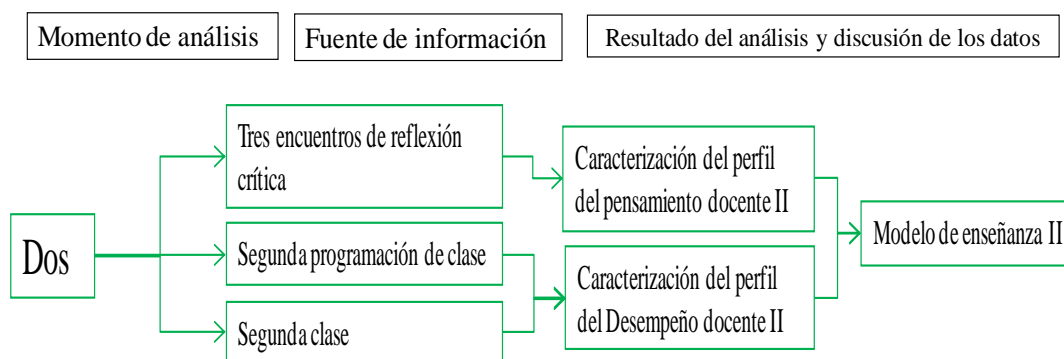 Momento de análisis
Fuente de información
Resultado del análisis y discusión de los datos
Tres encuentros de reflexión
crítica
Caracterización del perfil
del pensamiento docente II
Dos
Segunda programación de clase
Modelo de enseñanza II
Caracterización del perfil
del Desempeño docente II
Segunda clase